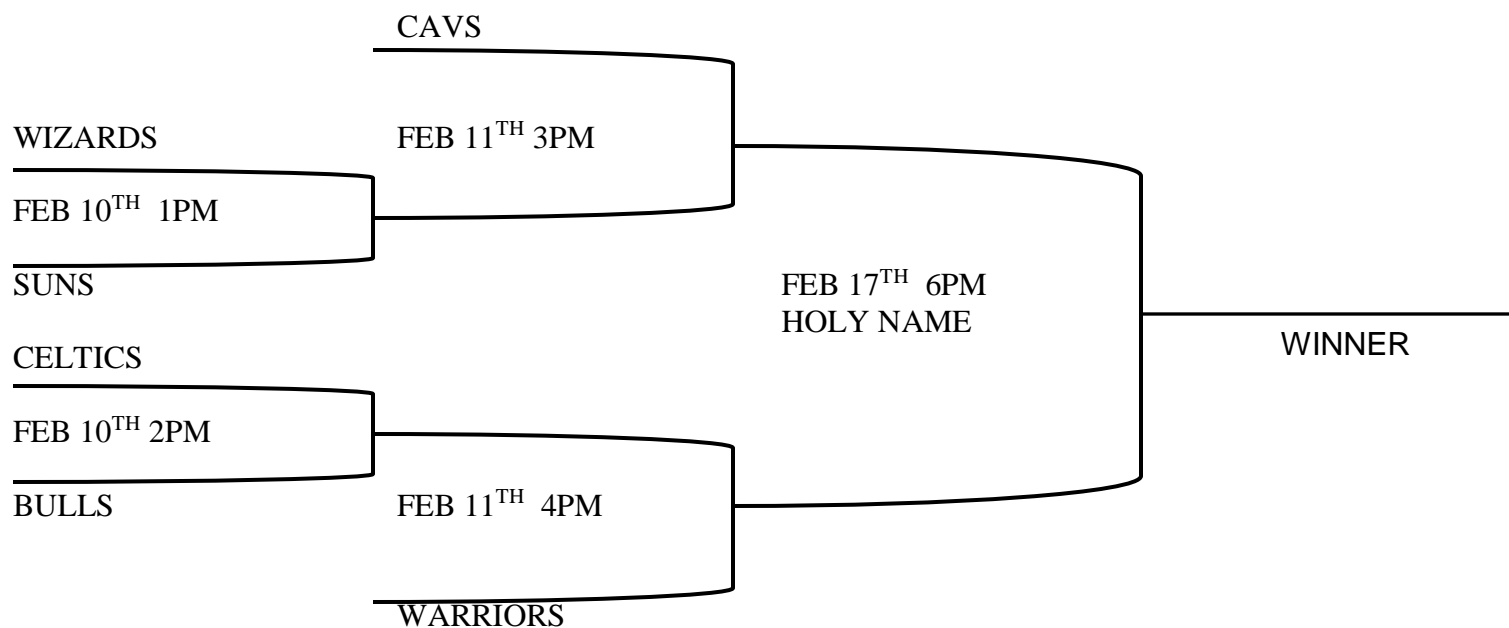 CAVS
WIZARDS
FEB 11TH 3PM
FEB 10TH 1PM
SUNS
FEB 17TH 6PM
HOLY NAME
WINNER
CELTICS
FEB 10TH 2PM
BULLS
FEB 11TH 4PM
WARRIORS